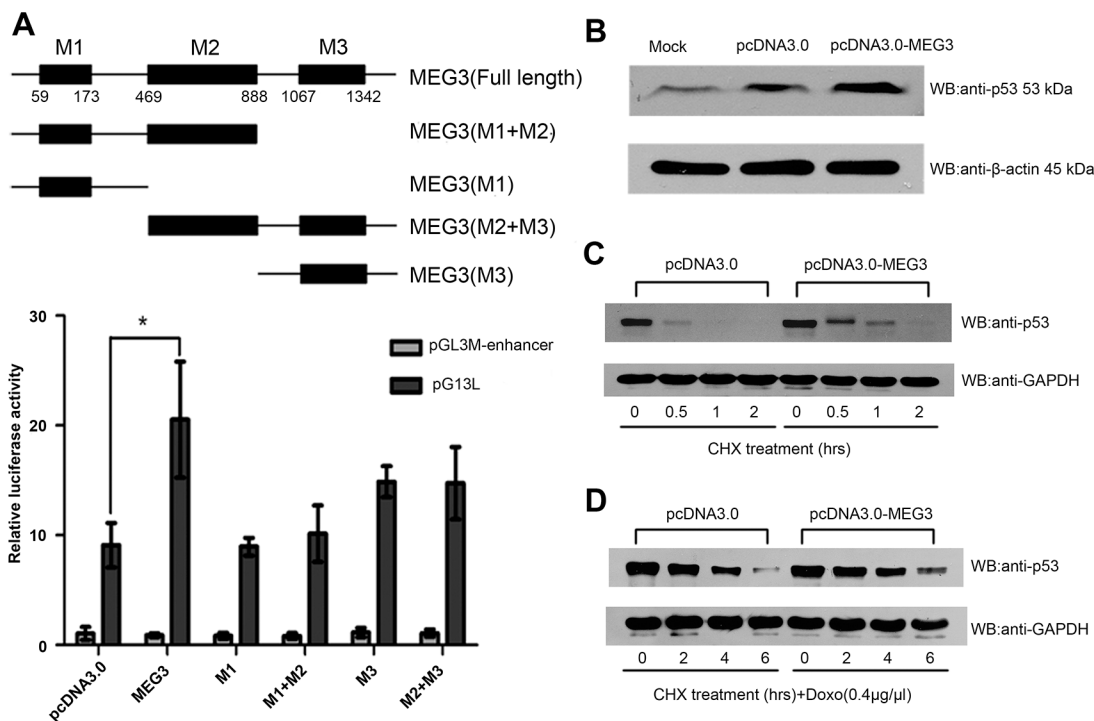 A
M1 M2 M3
MEG3(Full length)
59 173 469 888 1067 1342
MEG3(M1+M2)
MEG3(M1)
MEG3(M2+M3)
MEG3(M3)
Relative luciferase activity
30
20
10
0
*
pGL3M-enhancer
pG13L
pcDNA3.0 MEG3 M1 M1+M2 M3 M2+M3
B
Mock pcDNA3.0 pcDNA3.0-MEG3
WB:anti-p53 53 kDa
WB:anti-β-actin 45 kDa
C
pcDNA3.0 pcDNA3.0-MEG3
WB:anti-p53
WB:anti-GAPDH
0 0.5 1 2 0 0.5 1 2
CHX treatment (hrs)
D
pcDNA3.0 pcDNA3.0-MEG3
WB:anti-p53
WB:anti-GAPDH
0 2 4 6 0 2 4 6
CHX treatment (hrs)+Doxo(0.4μg/μl)